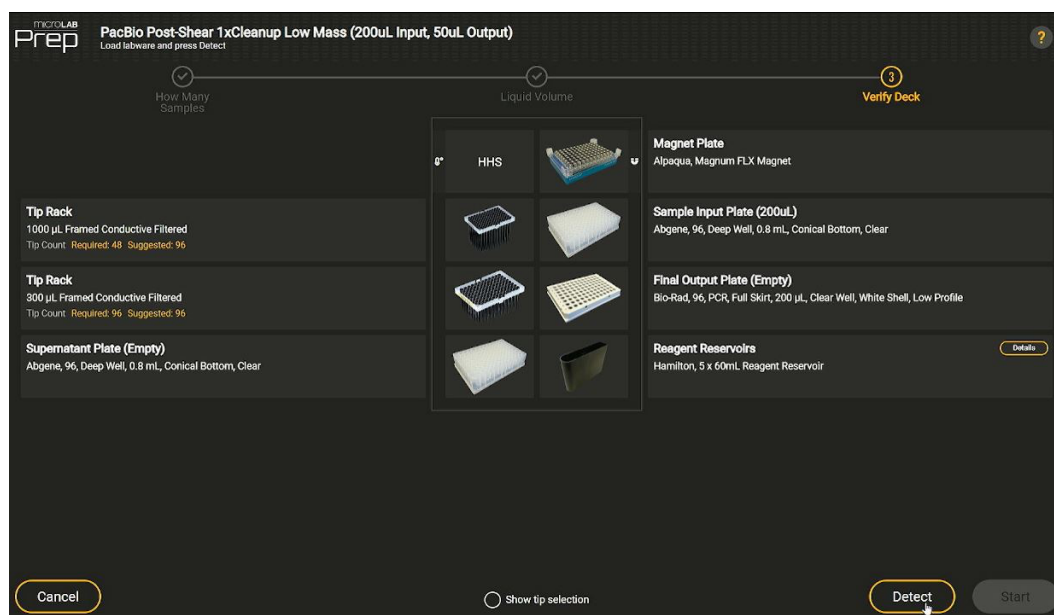 microLAB
Prep
PacBio Post-Shear 1xCleanup Low Mass (200uL Input, 50uL Output)
Load labware and press Detect
?
How Many
Samples
Liquid Volume
3
Verify Deck
HHS
Magnet Plate
Alpaqua, Magnum FLX Magnet
Tip Rack
1000 µL Framed Conductive Filtered
Tip Count Required: 48 Suggested: 96
Sample Input Plate (200uL)
Abgene, 96, Deep Well, 0.8 mL, Conical Bottom, Clear
Tip Rack
300 µL Framed Conductive Filtered
Tip Count Required: 96 Suggested: 96
Final Output Plate (Empty)
Bio-Rad, 96, PCR, Full Skirt, 200 µL, Clear Well, White Shell, Low Profile
Supernatant Plate (Empty)
Abgene, 96, Deep Well, 0.8 mL, Conical Bottom, Clear
Reagent Reservoirs
Hamilton, 5 x 60mL Reagent Reservoir
Details
Cancel
Show tip selection
Detect
Start